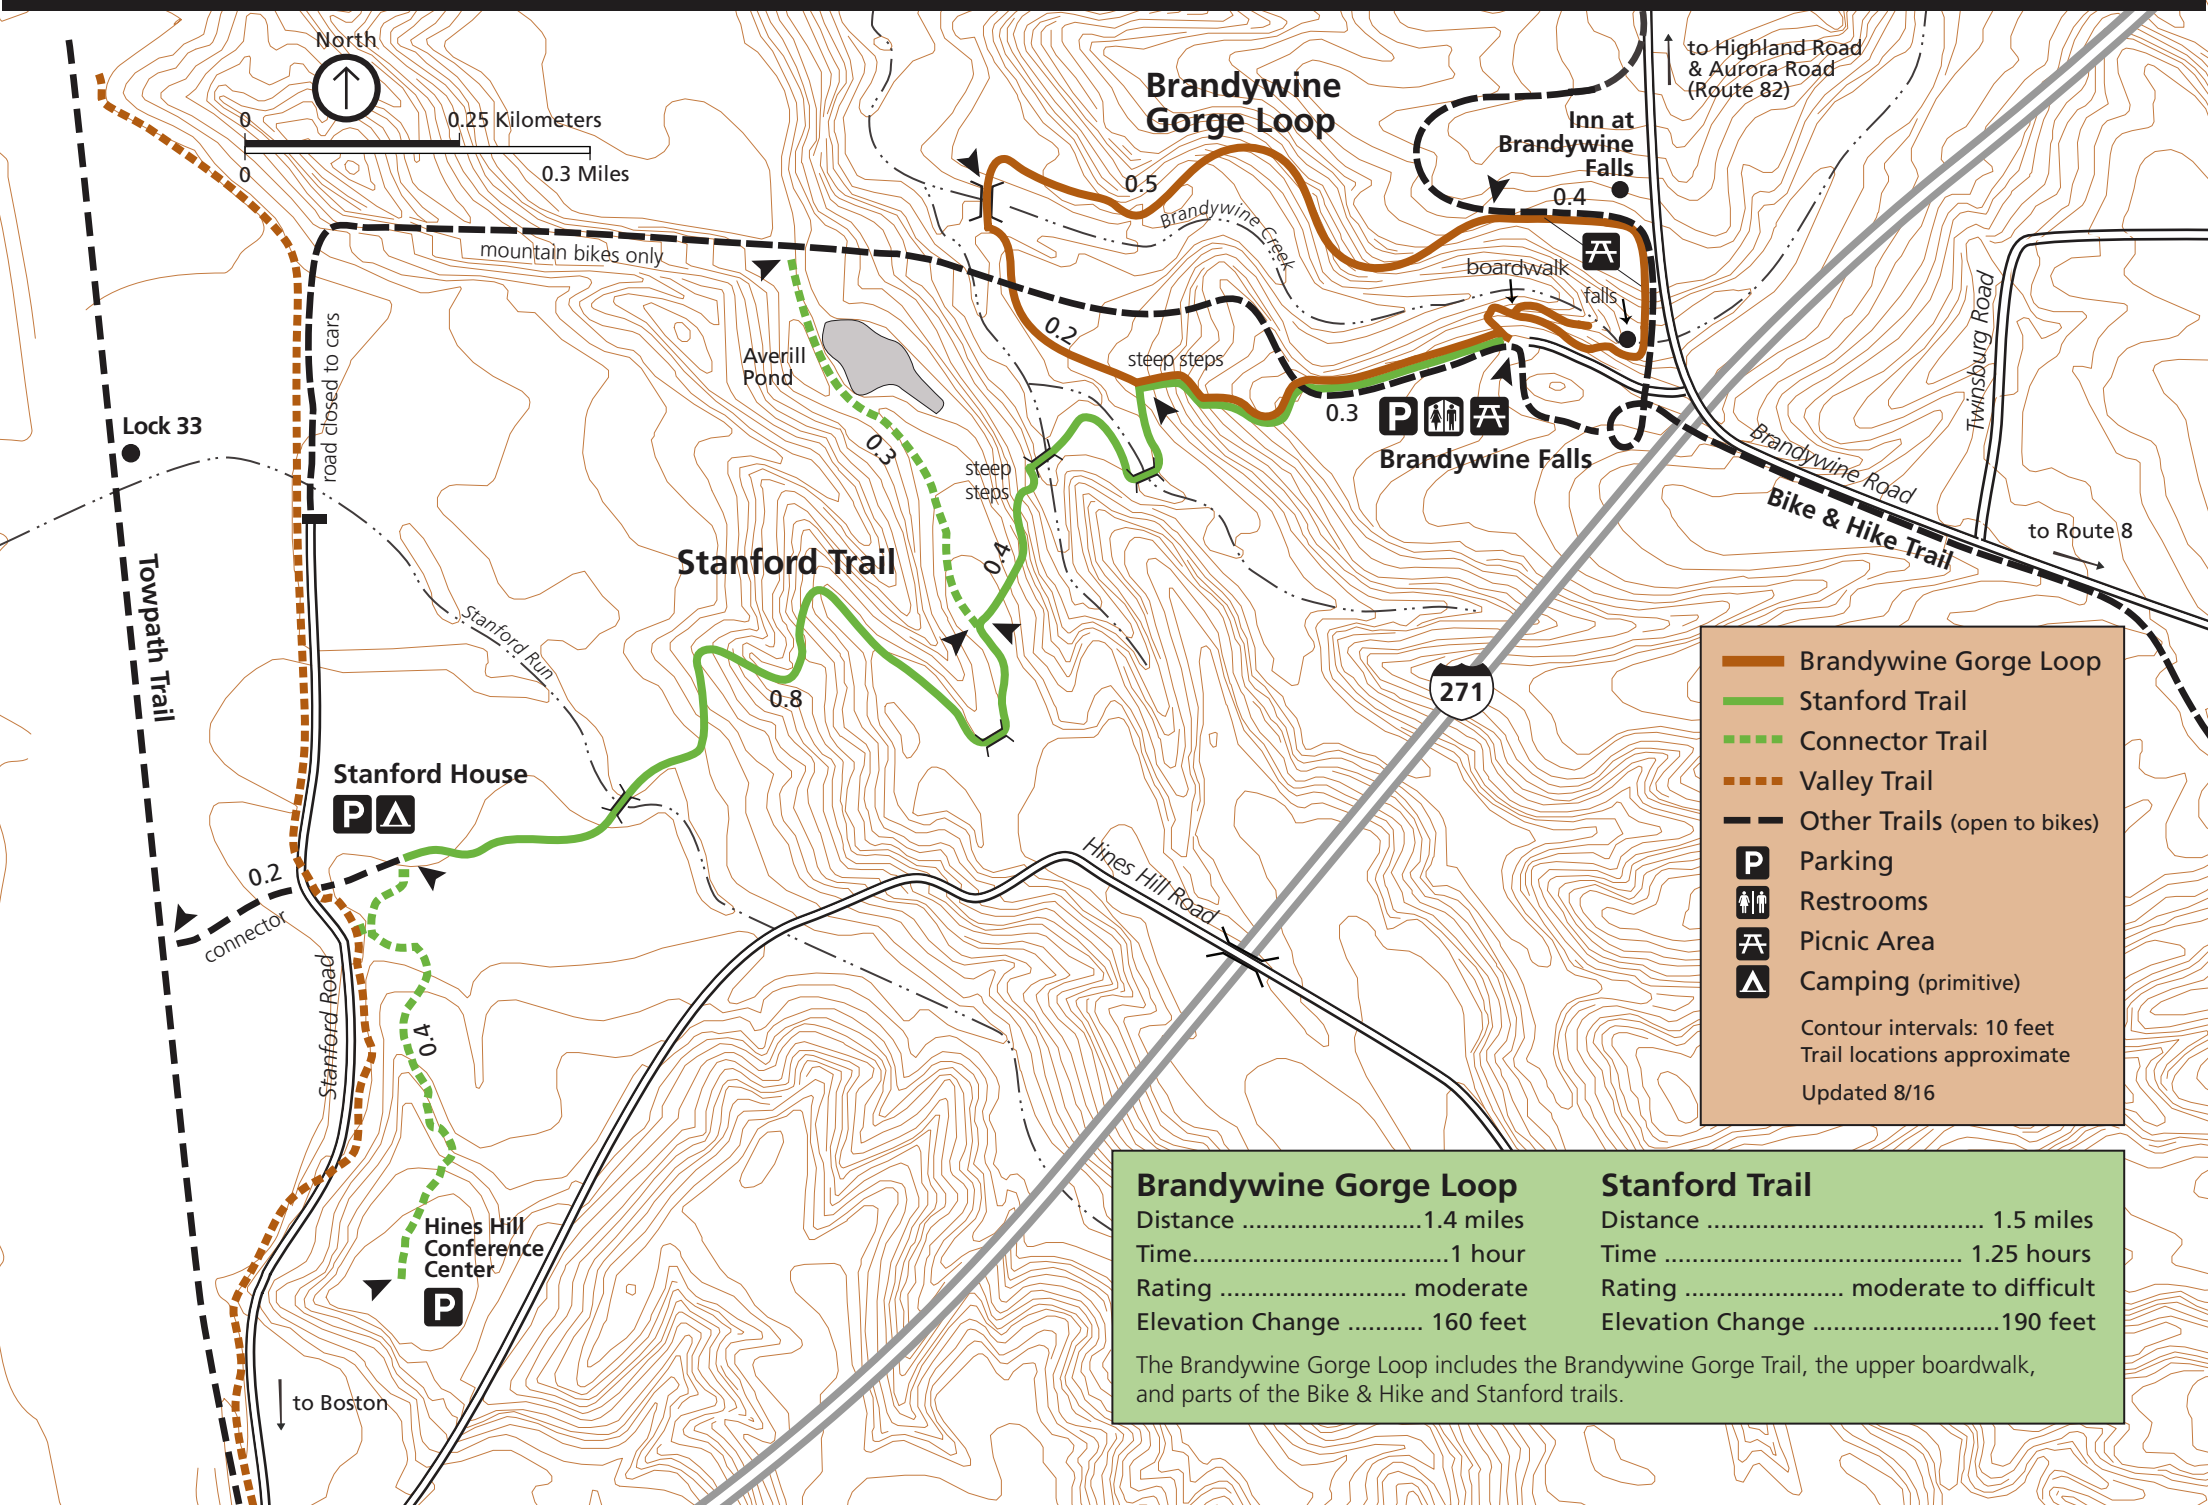 North
0
0.25 Kilometers
0
0.3 Miles
to Highland Road
& Aurora Road
(Route 82)
Brandywine
Gorge Loop
Inn at
Brandywine
Falls
0.4
0.5
Brandywine Creek
mountain bikes only
boardwalk
falls
Twinsburg Road
road closed to cars
0.2
Averill
Pond
steep steps
0.3
Brandywine Falls
Lock 33
0.3
steep
steps
Brandywine Road
Bike & Hike Trail
to Route 8
Towpath Trail
Stanford Trail
0.4
Stanford Run
0.8
271
Stanford House
0.2
connector
Hines Hill Road
Stanford Road
0.4
Hines Hill
Conference
Center
to Boston
P
P
P
Brandywine Gorge Loop
Stanford Trail
Connector Trail
Valley Trail
Other Trails (open to bikes)
P Parking
Restrooms
Picnic Area
Camping (primitive)
Contour intervals: 10 feet
Trail locations approximate
Updated 8/16
Brandywine Gorge Loop
Distance ..........................1.4 miles
Time.....................................1 hour
Rating ........................... moderate
Elevation Change ........... 160 feet
Stanford Trail
Distance ........................................ 1.5 miles
Time ........................................... 1.25 hours
Rating ....................... moderate to difficult
Elevation Change ...........................190 feet
The Brandywine Gorge Loop includes the Brandywine Gorge Trail, the upper boardwalk,
and parts of the Bike & Hike and Stanford trails.